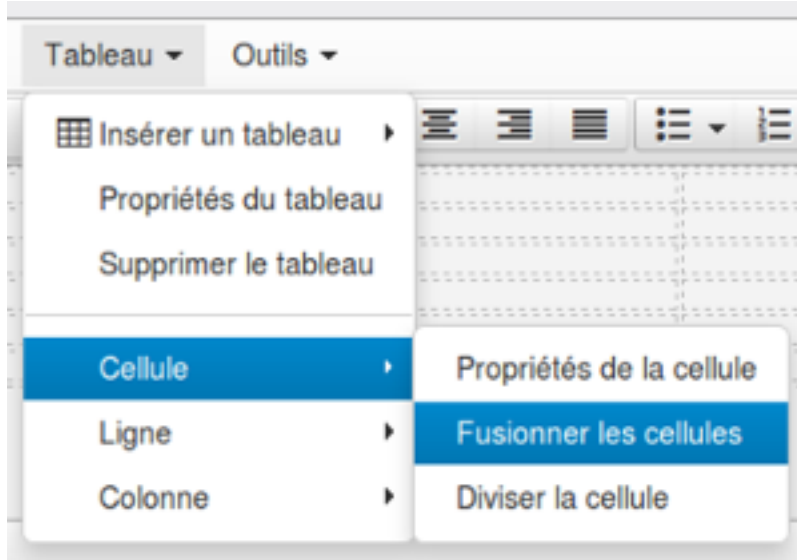 Tableau Outils
Insérer un tableau
Propriétés du tableau
Supprimer le tableau
Cellule
Propriétés de la cellule
Ligne
Fusionner les cellules
Colonne
Diviser la cellule